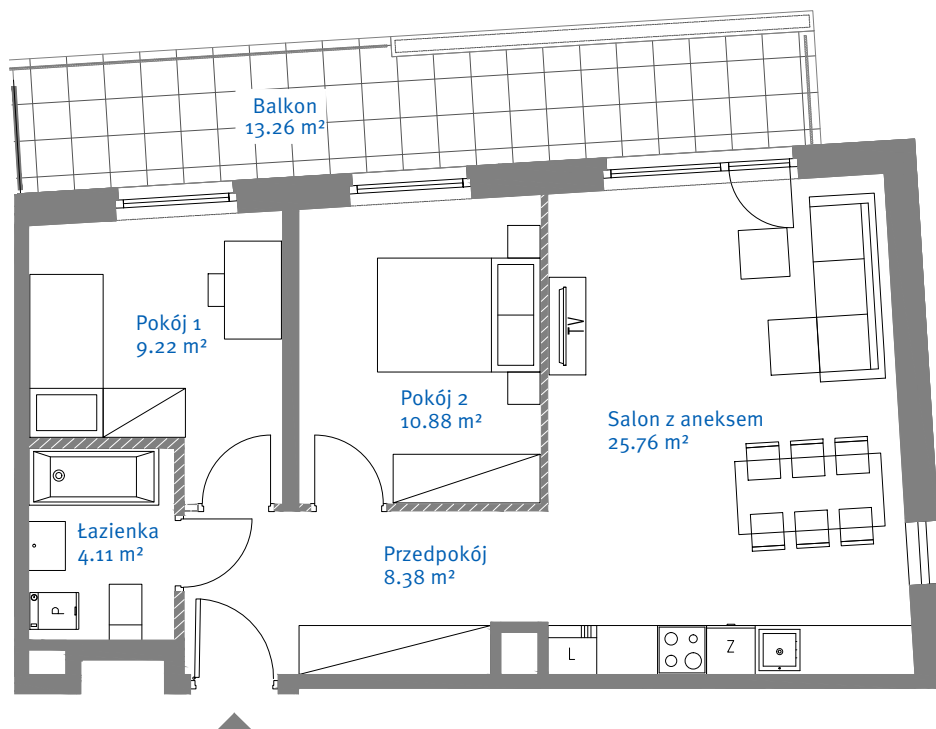 Balkon
13.26 m²
Pokój 1
9.22 m²
Pokój 2
10.88 m²
TV
Salon z aneksem
25.76 m²
Łazienka
4.11 m²
Przedpokój
8.38 m²
P
L
Z